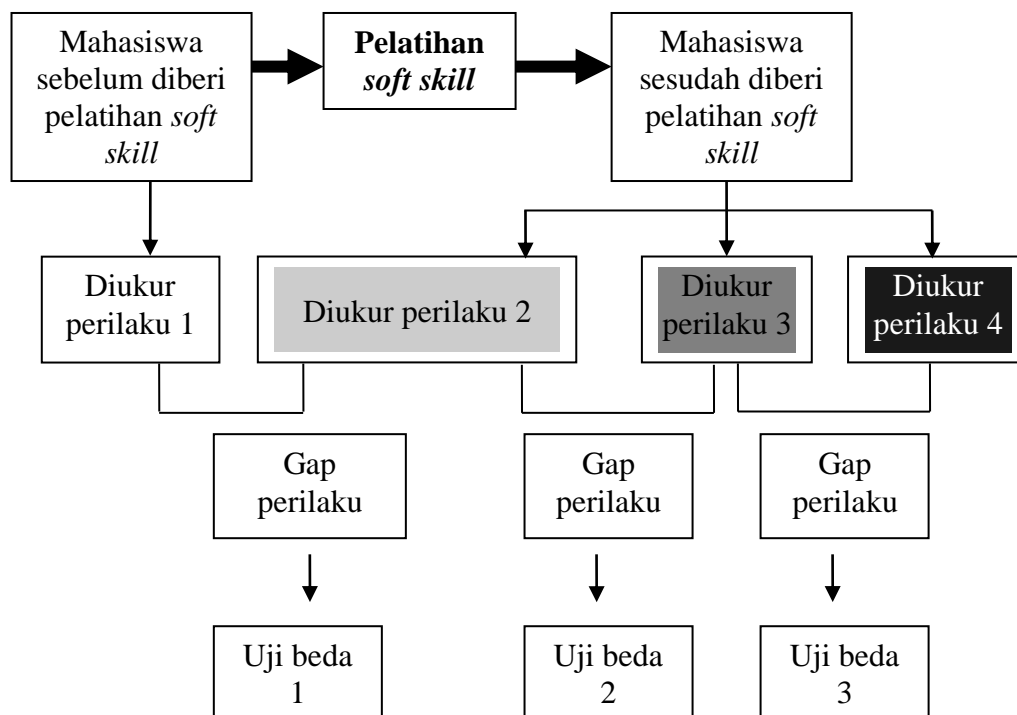 Mahasiswa
sebelum diberi
pelatihan soft
skill
Pelatihan
soft skill
Mahasiswa
sesudah diberi
pelatihan soft
skill
Diukur
perilaku 1
Diukur perilaku 2
Diukur
perilaku 3
Diukur
perilaku 4
Gap
perilaku
Gap
perilaku
Gap
perilaku
Uji beda
1
Uji beda
2
Uji beda
3